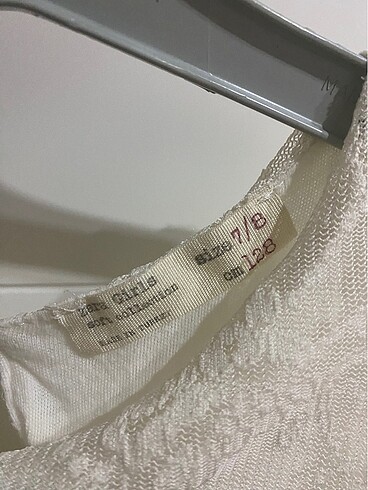 Zara Girls
soft collection
made in turkey
size 7/8
cm 128
M